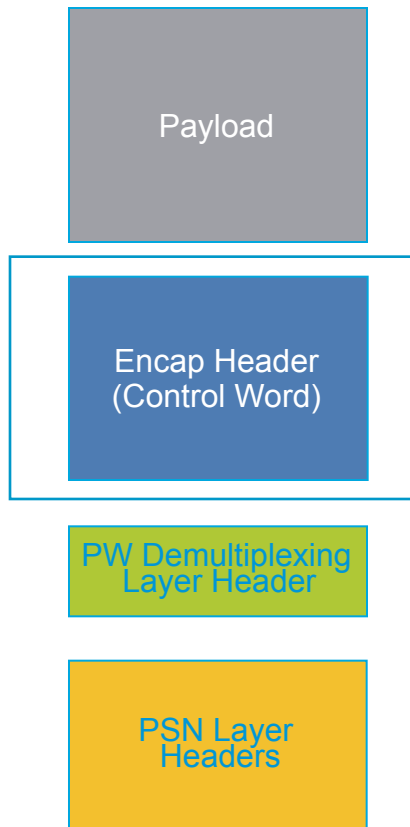 Payload
Encap Header
(Control Word)
PW Demultiplexing
Layer Header
PSN Layer
Headers